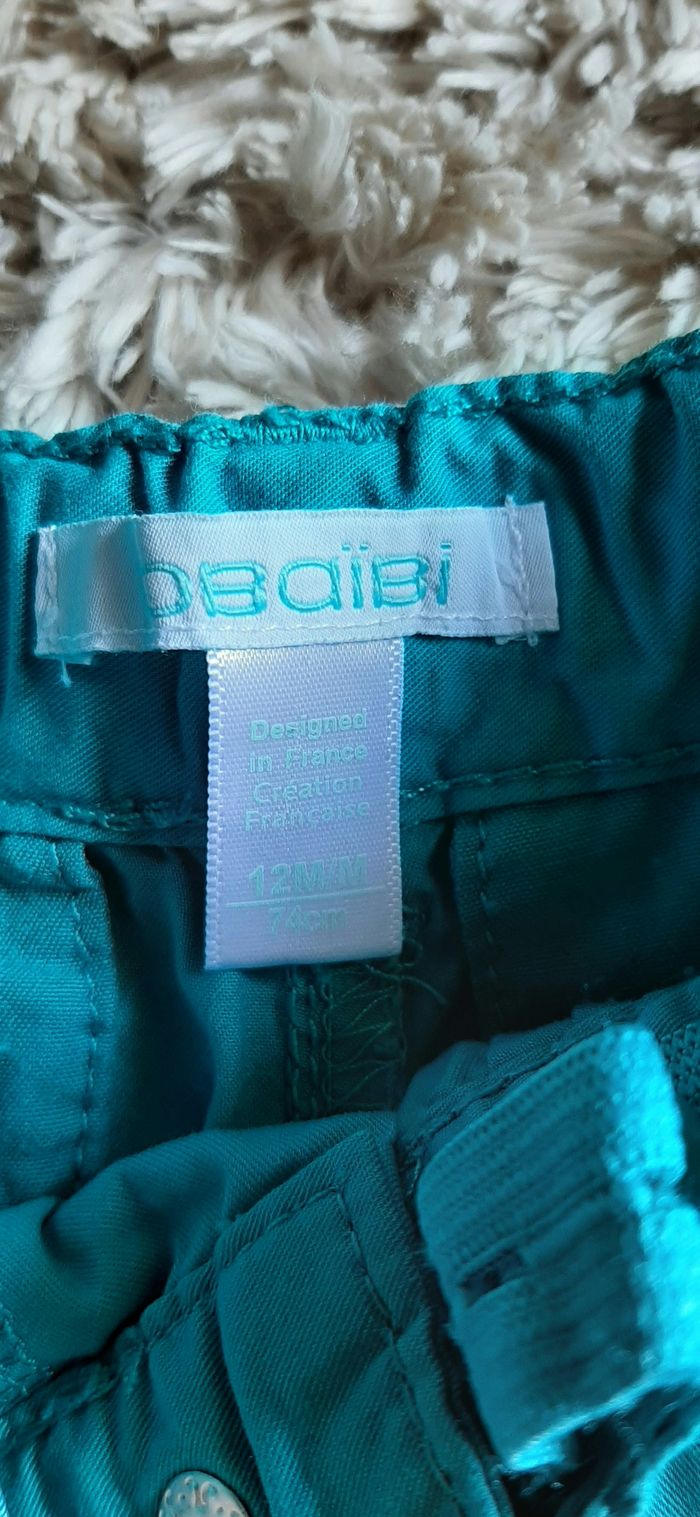 OBaïBi
Designed
in France
Création
Française
12M/M
74cm